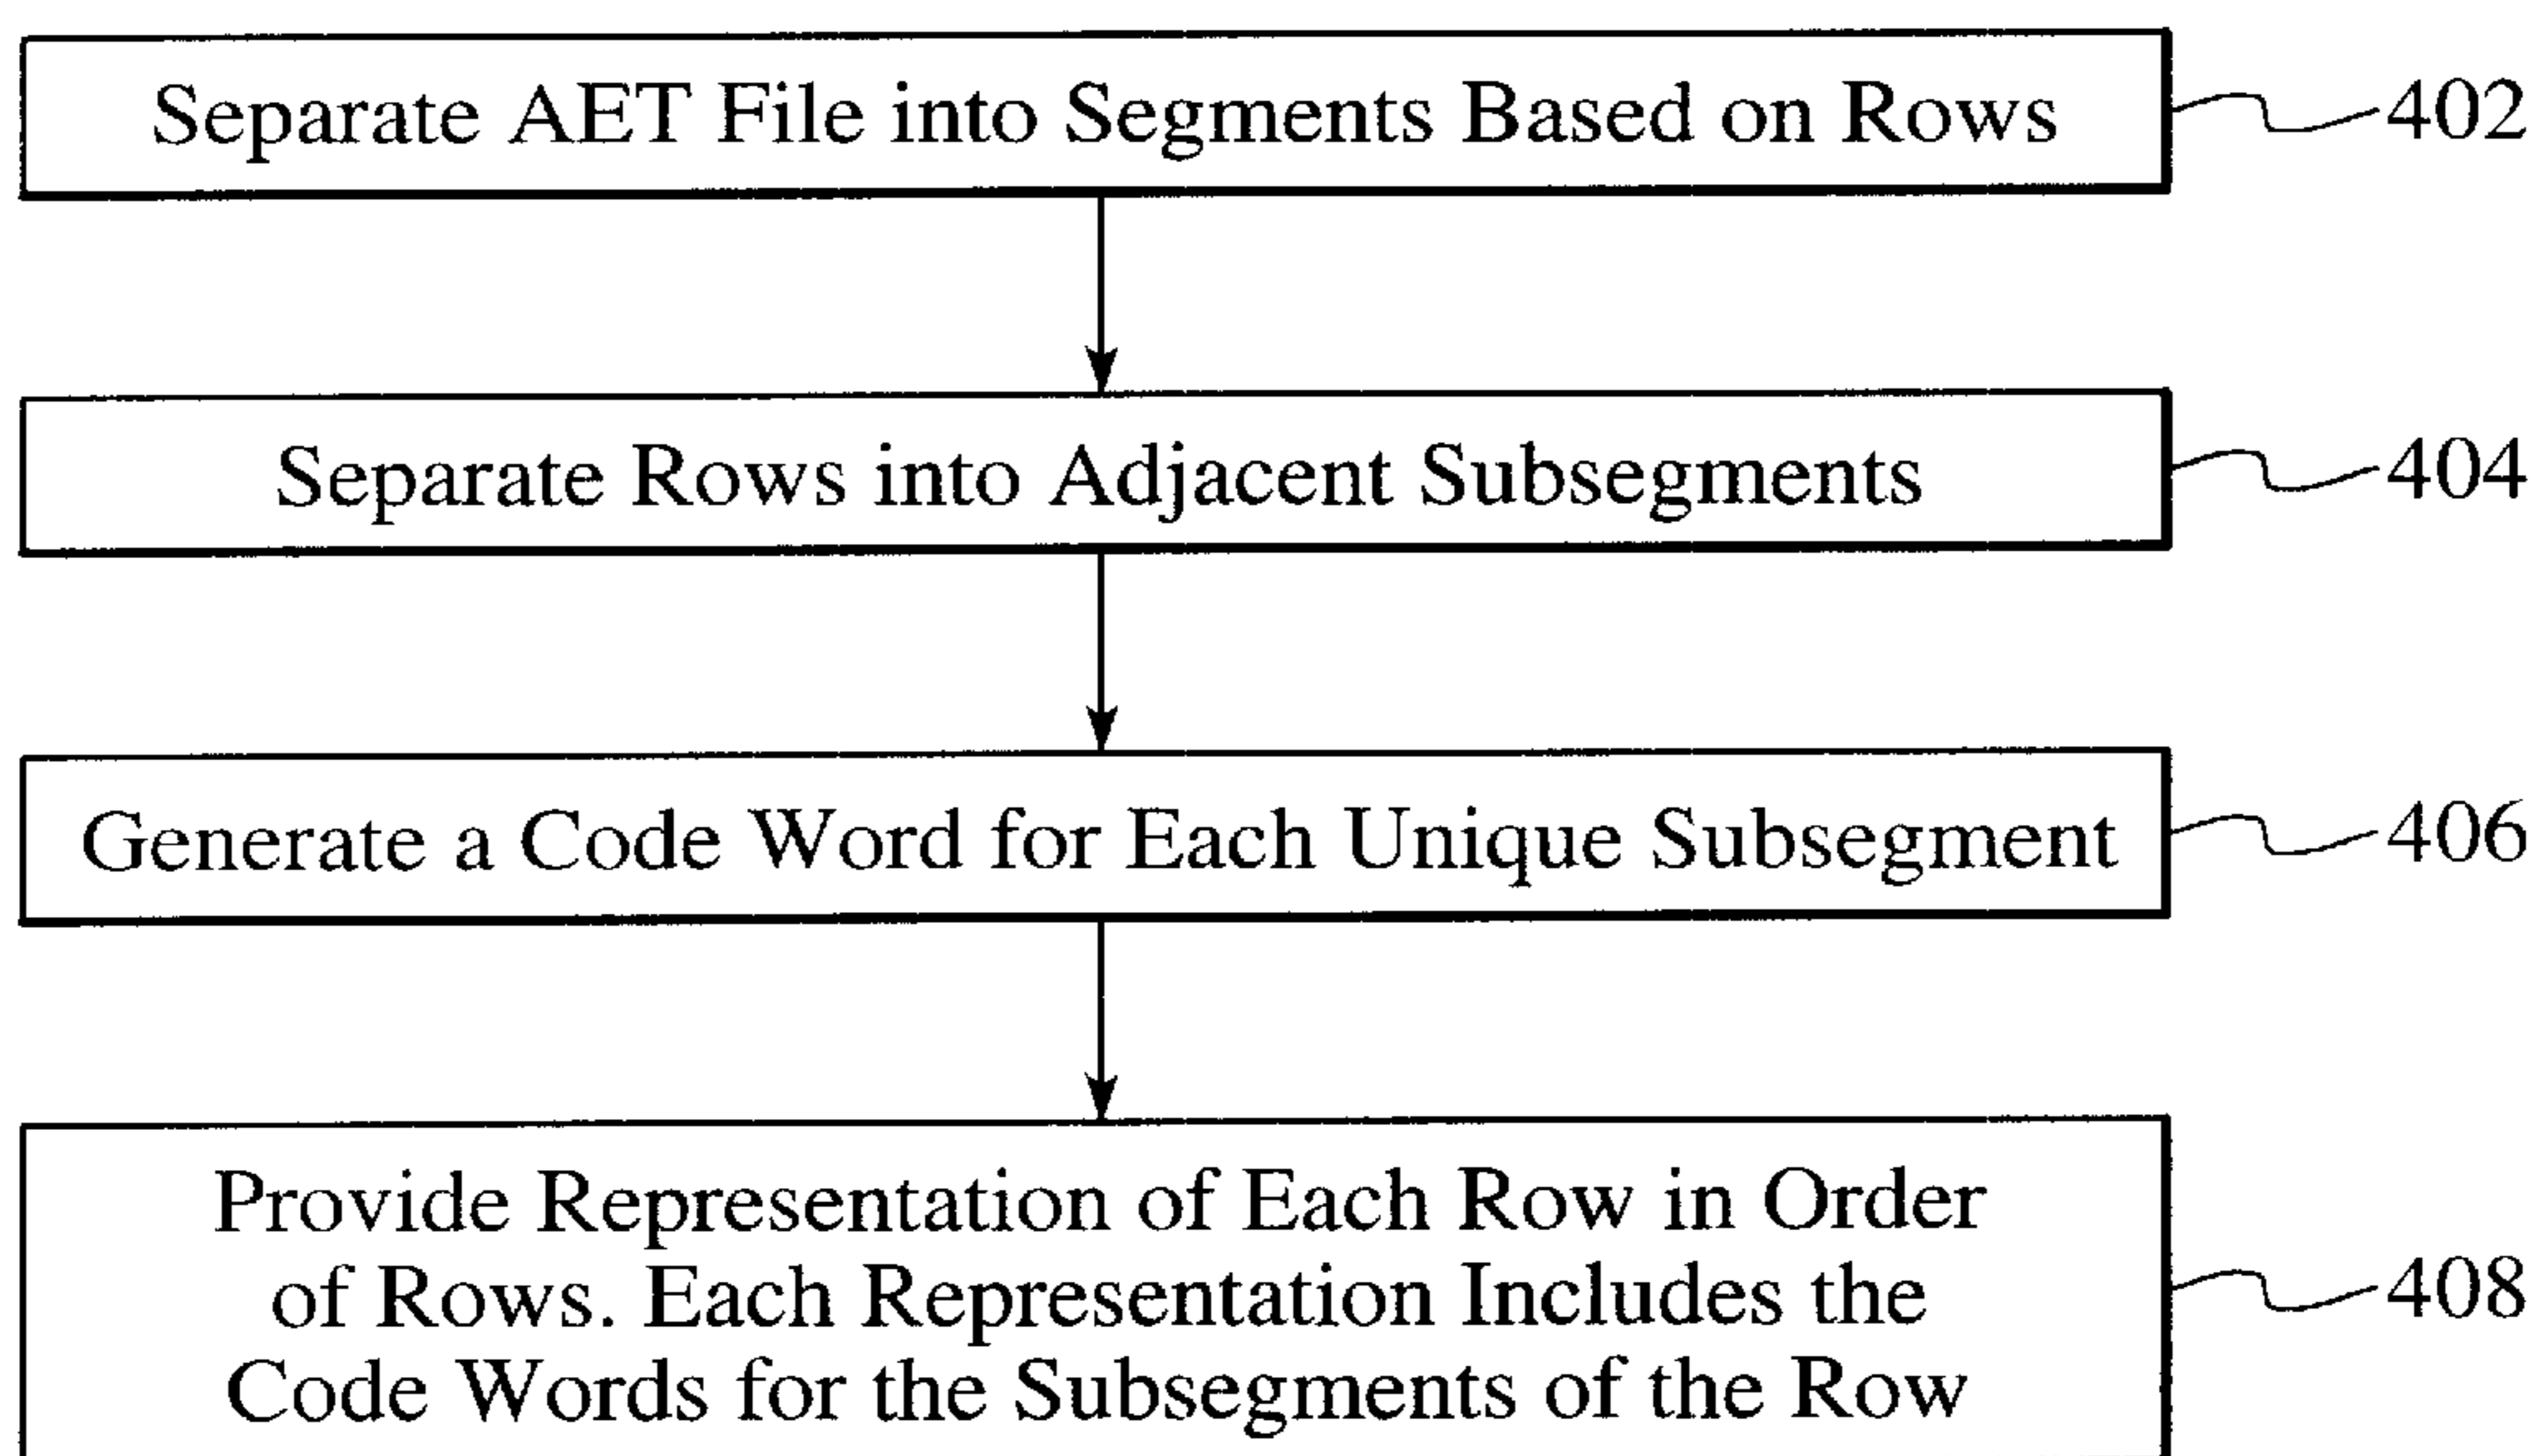 Separate AET File into Segments Based on Rows
402
Separate Rows into Adjacent Subsegments
404
Generate a Code Word for Each Unique Subsegment
406
Provide Representation of Each Row in Order
of Rows. Each Representation Includes the
Code Words for the Subsegments of the Row
408